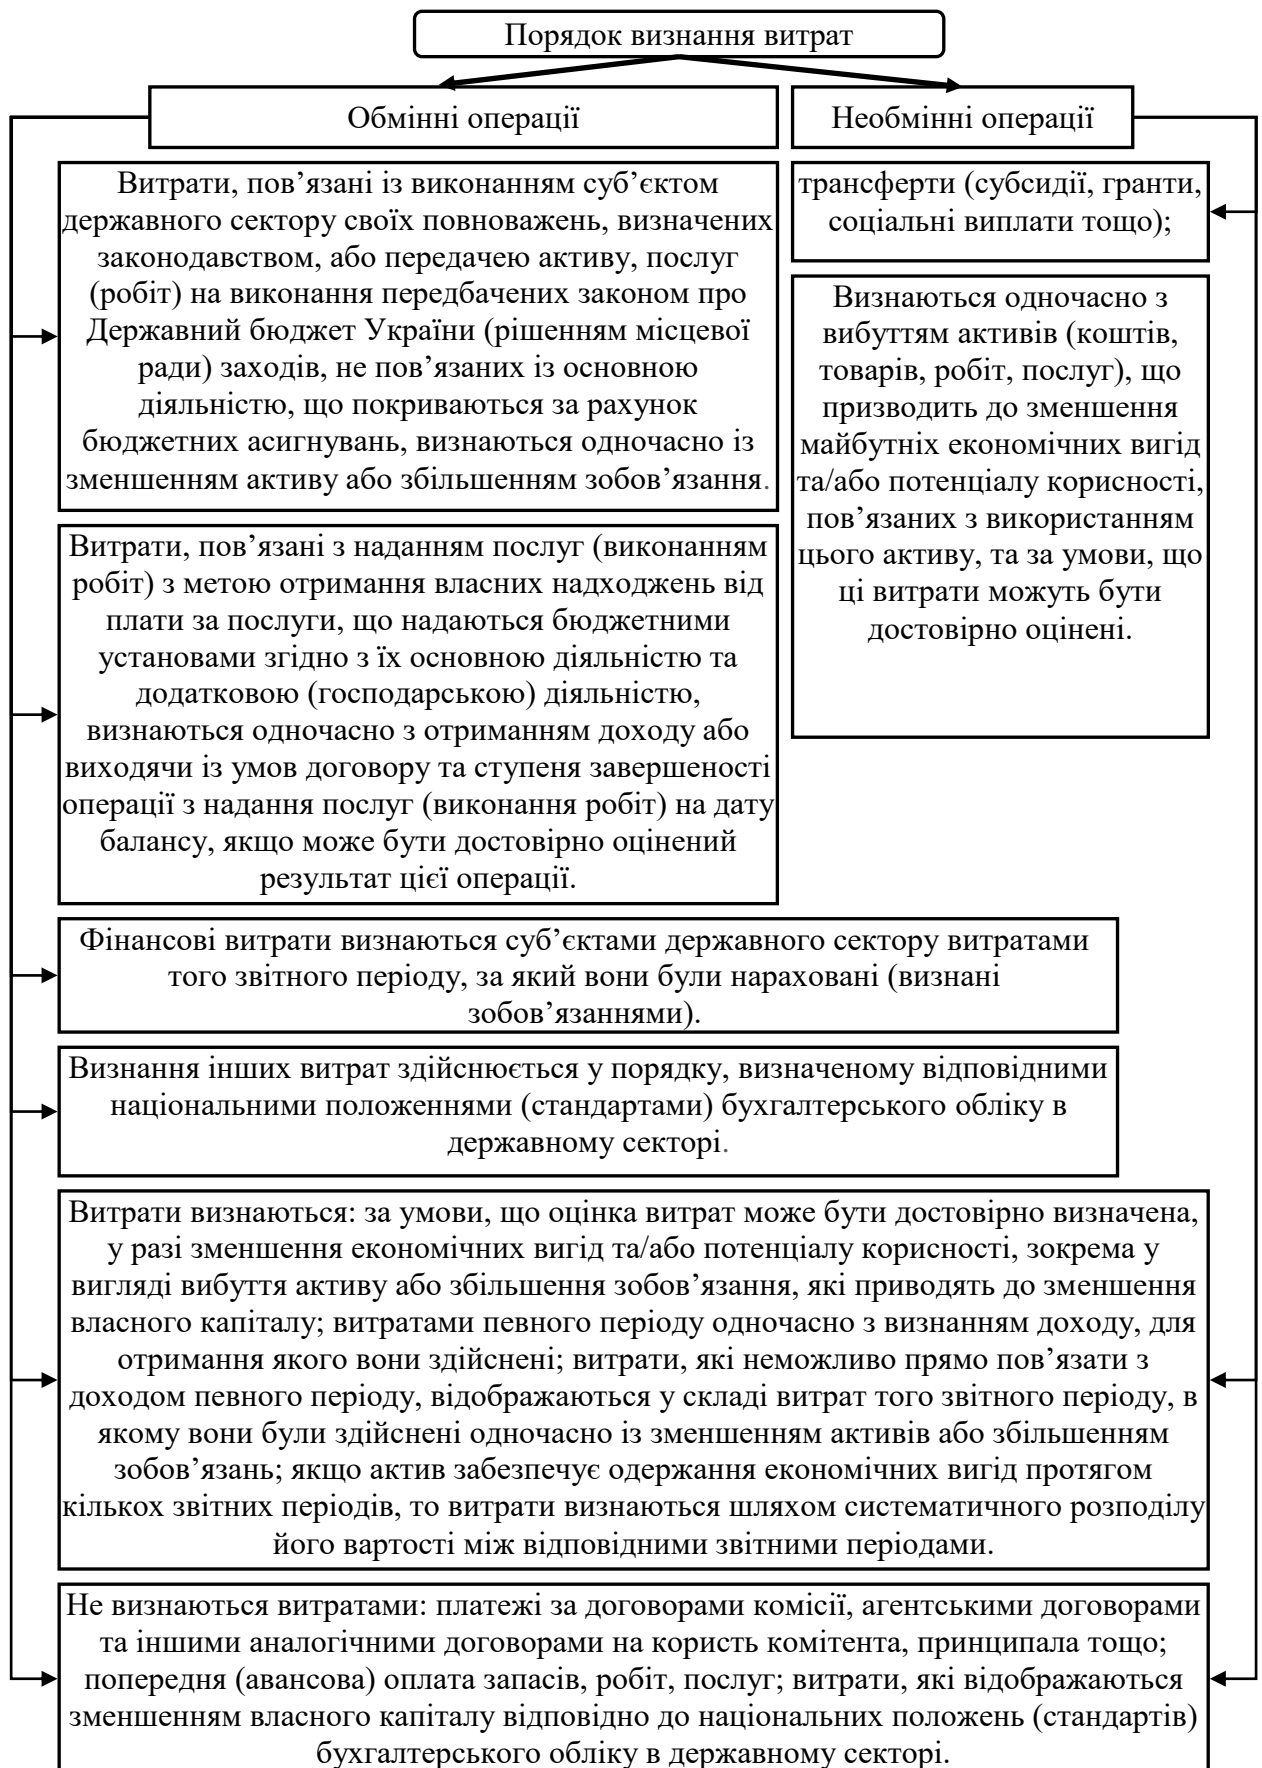 Порядок визнання витрат
Обмінні операції
Необмінні операції
Витрати, пов’язані із виконанням суб’єктом
державного сектору своїх повноважень, визначених
законодавством, або передачею активу, послуг
(робіт) на виконання передбачених законом про
Державний бюджет України (рішенням місцевої
ради) заходів, не пов’язаних із основною
діяльністю, що покриваються за рахунок
бюджетних асигнувань, визнаються одночасно із
зменшенням активу або збільшенням зобов’язання.
трансферти (субсидії, гранти,
соціальні виплати тощо);
Визнаються одночасно з
вибуттям активів (коштів,
товарів, робіт, послуг), що
призводить до зменшення
майбутніх економічних вигід
та/або потенціалу корисності,
пов’язаних з використанням
цього активу, та за умови, що
ці витрати можуть бути
достовірно оцінені.
Витрати, пов’язані з наданням послуг (виконанням
робіт) з метою отримання власних надходжень від
плати за послуги, що надаються бюджетними
установами згідно з їх основною діяльністю та
додатковою (господарською) діяльністю,
визнаються одночасно з отриманням доходу або
виходячи із умов договору та ступеня завершеності
операції з надання послуг (виконання робіт) на дату
балансу, якщо може бути достовірно оцінений
результат цієї операції.
Фінансові витрати визнаються суб’єктами державного сектору витратами
того звітного періоду, за який вони були нараховані (визнані
зобов’язаннями).
Визнання інших витрат здійснюється у порядку, визначеному відповідними
національними положеннями (стандартами) бухгалтерського обліку в
державному секторі.
Витрати визнаються: за умови, що оцінка витрат може бути достовірно визначена,
у разі зменшення економічних вигід та/або потенціалу корисності, зокрема у
вигляді вибуття активу або збільшення зобов’язання, які приводять до зменшення
власного капіталу; витратами певного періоду одночасно з визнанням доходу, для
отримання якого вони здійснені; витрати, які неможливо прямо пов’язати з
доходом певного періоду, відображаються у складі витрат того звітного періоду, в
якому вони були здійснені одночасно із зменшенням активів або збільшенням
зобов’язань; якщо актив забезпечує одержання економічних вигід протягом
кількох звітних періодів, то витрати визнаються шляхом систематичного розподілу
його вартості між відповідними звітними періодами.
Не визнаються витратами: платежі за договорами комісії, агентськими договорами
та іншими аналогічними договорами на користь комітента, принципала тощо;
попередня (авансова) оплата запасів, робіт, послуг; витрати, які відображаються
зменшенням власного капіталу відповідно до національних положень (стандартів)
бухгалтерського обліку в державному секторі.